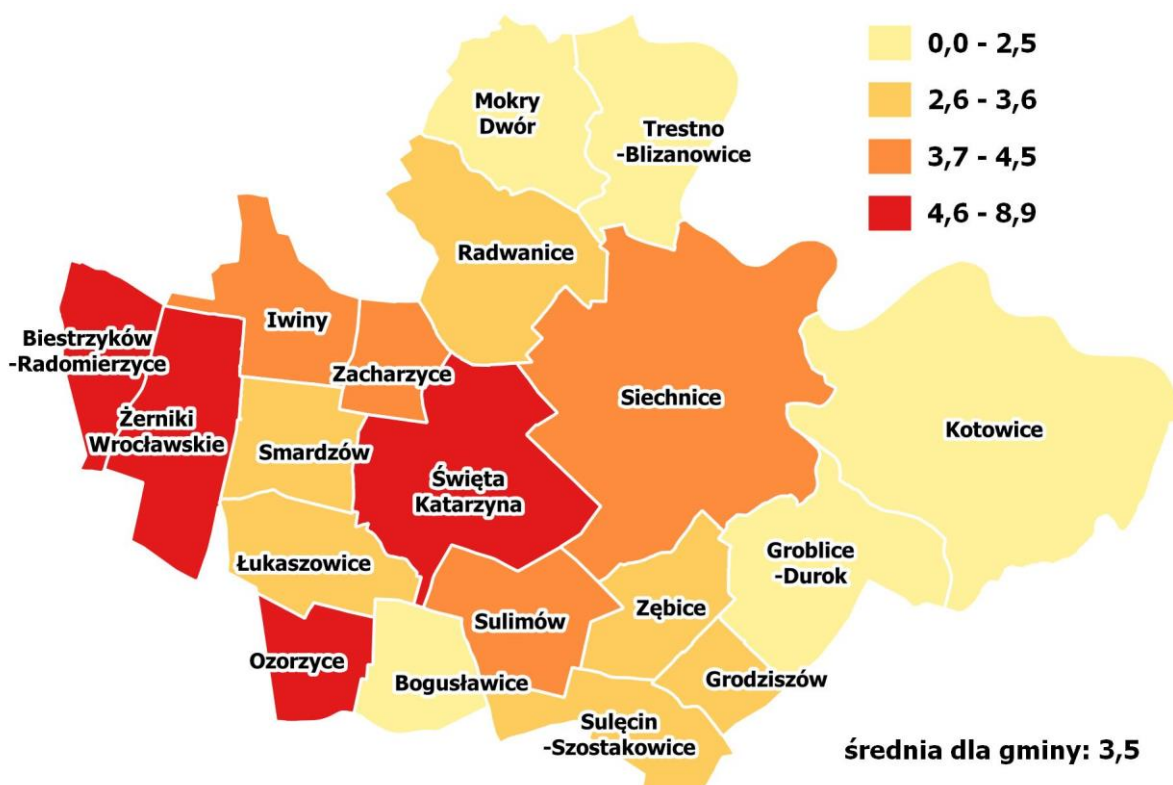 0,0 - 2,5
2,6 - 3,6
3,7 - 4,5
4,6 - 8,9
Mokry
Dwór
Trestno
-Blizanowice
Radwanice
Iwiny
Biestrzyków
-Radomierzyce
Zacharzyce
Siechnice
Żerniki
Wrocławskie
Kotowice
Smardzów
Święta
Katarzyna
Łukaszowice
Groblice
-Durok
Zębice
Sulimów
Ozorzyce
Bogusławice
Grodziszów
Sulęcin
-Szostakowice
średnia dla gminy: 3,5